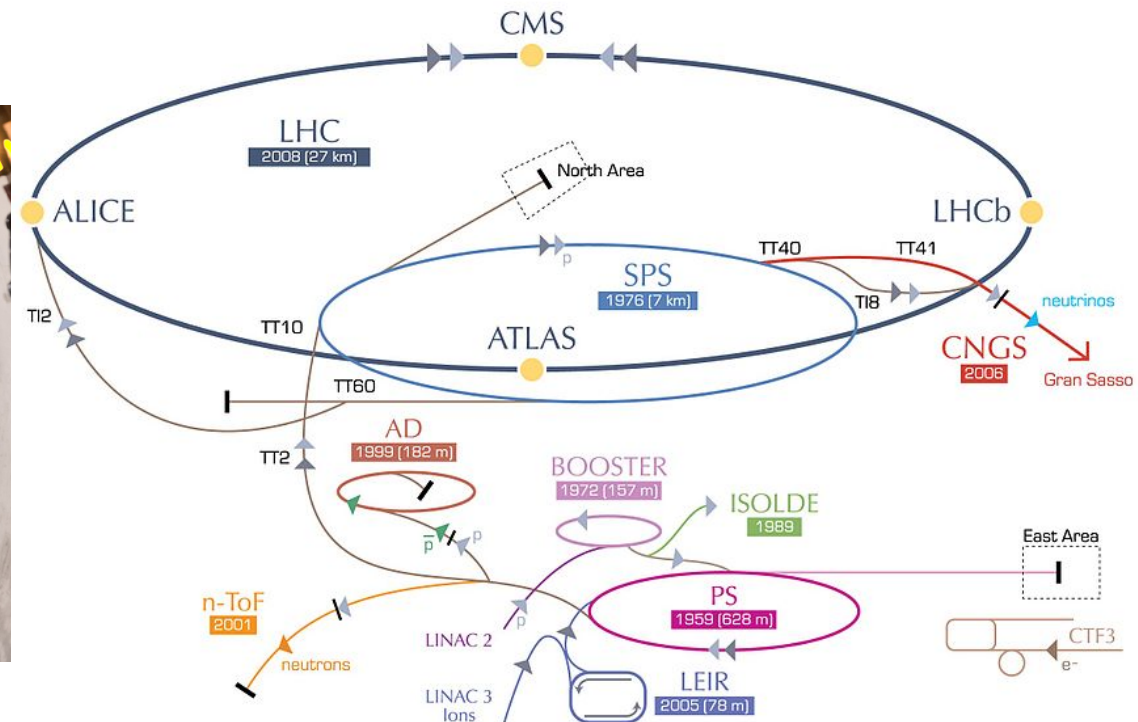 CMS
LHC
2008 (27 km)
North Area
ALICE
LHCb
TT40
TT41
SPS
1976 (7 km)
p
TI8
TI2
TT10
neutrinos
ATLAS
CNGS
2006
Gran Sasso
TT60
AD
1999 (182 m)
TT2
BOOSTER
1972 (157 m)
ISOLDE
1989
p̅
p
East Area
n-ToF
2001
PS
1959 (628 m)
p
LINAC 2
neutrons
CTF3
e-
LEIR
2005 (78 m)
LINAC 3
Ions